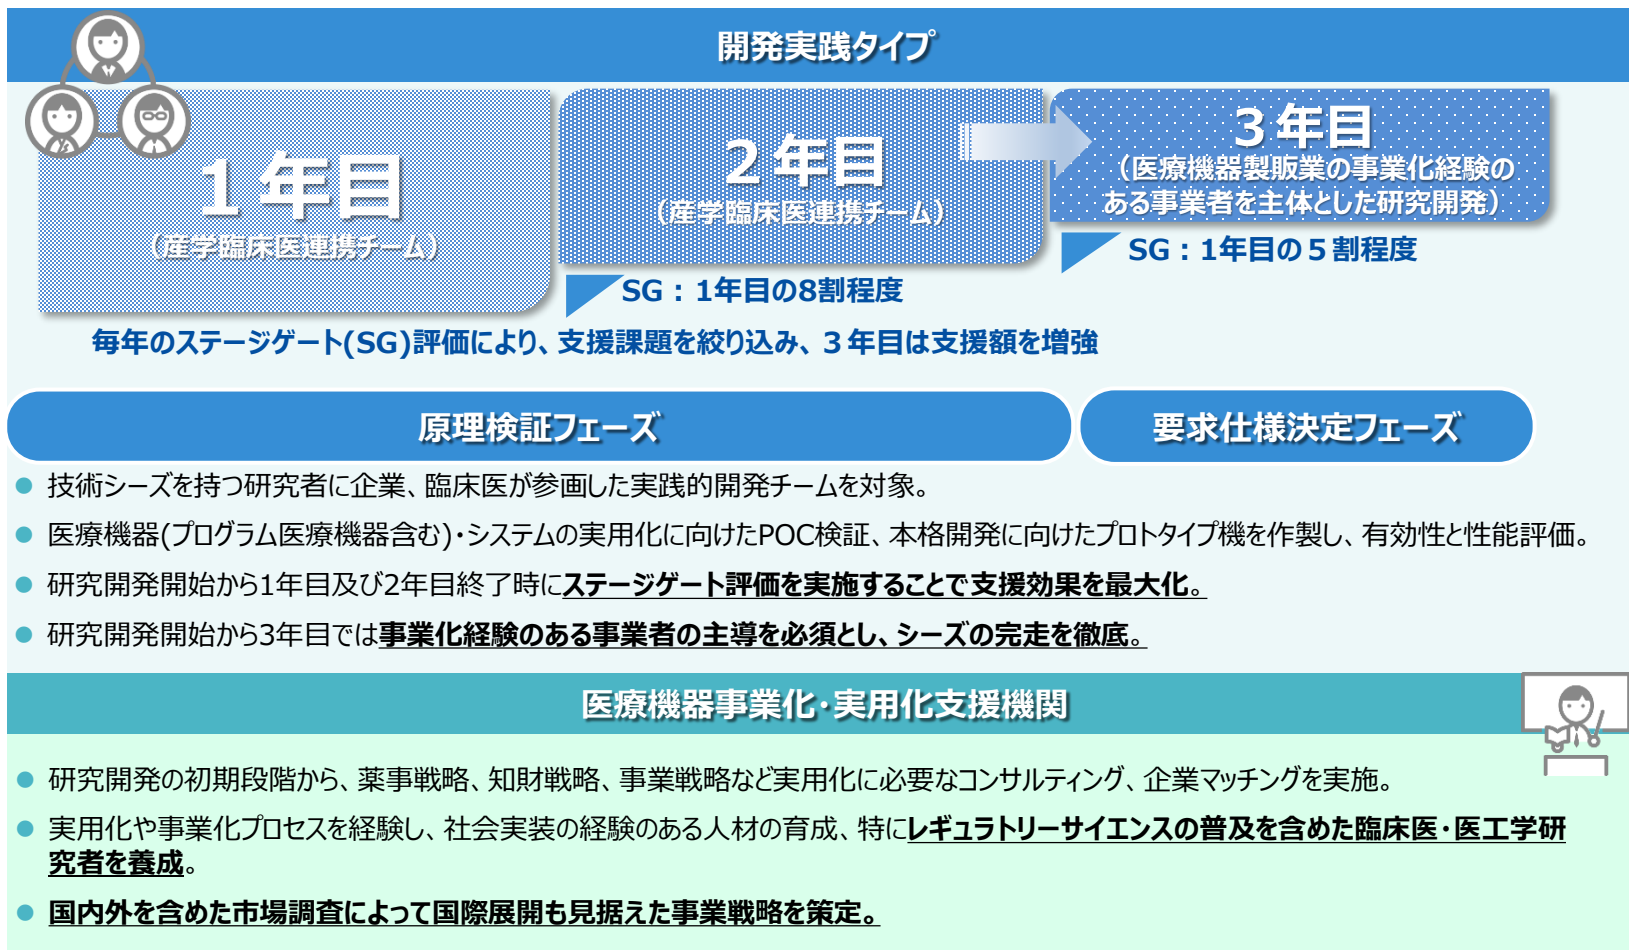 開発実践タイプ
１年目
（産学臨床医連携チーム）
２年目
（産学臨床医連携チーム）
３年目
（医療機器製販業の事業化経験の
ある事業者を主体とした研究開発）
SG：1年目の8割程度
SG：1年目の５割程度
毎年のステージゲート(SG)評価により、支援課題を絞り込み、３年目は支援額を増強
原理検証フェーズ
要求仕様決定フェーズ
● 技術シーズを持つ研究者に企業、臨床医が参画した実践的開発チームを対象。
● 医療機器(プログラム医療機器含む)・システムの実用化に向けたPOC検証、本格開発に向けたプロトタイプ機を作製し、有効性と性能評価。
● 研究開発開始から1年目及び2年目終了時にステージゲート評価を実施することで支援効果を最大化。
● 研究開発開始から3年目では事業化経験のある事業者の主導を必須とし、シーズの完走を徹底。
医療機器事業化・実用化支援機関
● 研究開発の初期段階から、薬事戦略、知財戦略、事業戦略など実用化に必要なコンサルティング、企業マッチングを実施。
● 実用化や事業化プロセスを経験し、社会実装の経験のある人材の育成、特にレギュラトリーサイエンスの普及を含めた臨床医・医工学研
究者を養成。
● 国内外を含めた市場調査によって国際展開も見据えた事業戦略を策定。